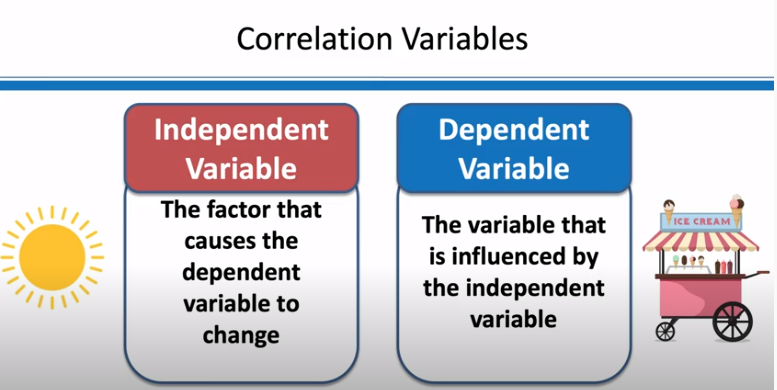 Correlation Variables
Independent
Variable
The factor that
causes the
dependent
variable to
change
Dependent
Variable
The variable that
is influenced by
the independent
variable
ICE CREAM